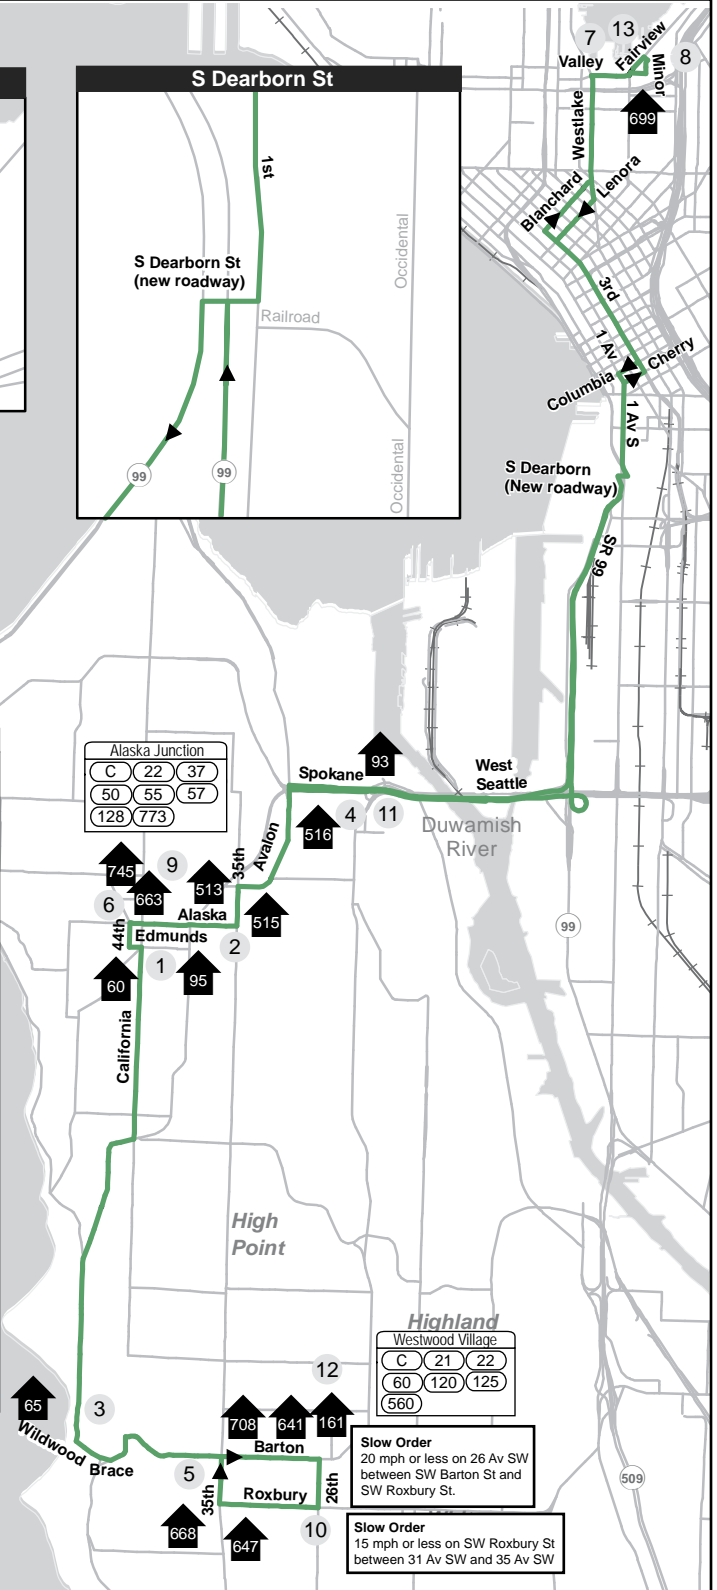 S Dearborn St
1st
S Dearborn St
(new roadway)
Occidental
Railroad
Occidental
99
99
7
13
8
Valley
Fairview
Minor
699
Westlake
Blanchard
Lenora
3rd
1 Av
Cherry
Columbia
1 Av S
S Dearborn
(New roadway)
SR 99
Alaska Junction
C 22 37
50 55 57
128 773
93
Spokane
West
Seattle
516
4
11
Duwamish
River
Avalon
35th
745
9
663
513
6
Alaska
515
44th
Edmunds
2
1
60
95
99
California
High
Point
Highland
Westwood Village
C 21 22
60 120 125
560
12
65
3
708
641
161
Wildwood
Brace
Barton
5
35th
Roxbury
26th
668
647
10
Slow Order
20 mph or less on 26 Av SW
between SW Barton St and
SW Roxbury St.
Slow Order
15 mph or less on SW Roxbury St
between 31 Av SW and 35 Av SW
509